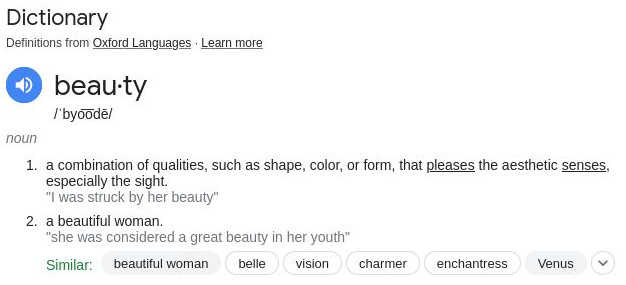 Dictionary
Definitions from Oxford Languages · Learn more
beau·ty
/ˈbyo͞odē/
noun
1. a combination of qualities, such as shape, color, or form, that pleases the aesthetic senses,
especially the sight.
"I was struck by her beauty"
2. a beautiful woman.
"she was considered a great beauty in her youth"
Similar: beautiful woman belle vision charmer enchantress Venus